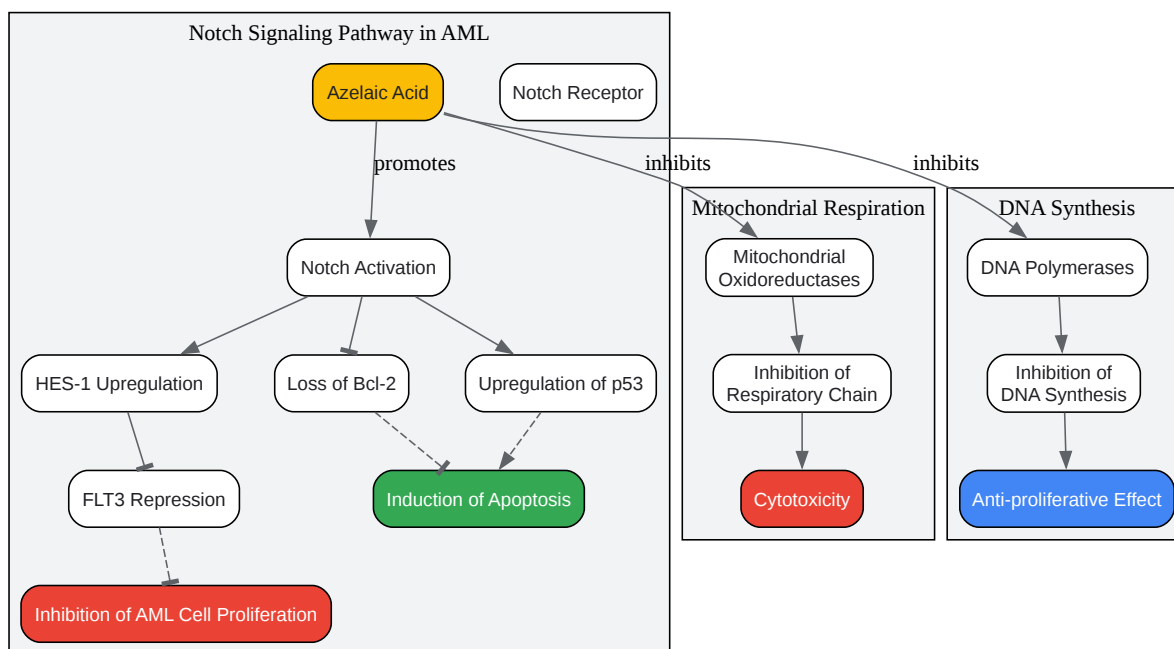 Notch Signaling Pathway in AML
Azelaic Acid
Notch Receptor
promotes
inhibits
inhibits
Mitochondrial Respiration
DNA Synthesis
Notch Activation
Mitochondrial
Oxidoreductases
DNA Polymerases
HES-1 Upregulation
Loss of Bcl-2
Upregulation of p53
Inhibition of
Respiratory Chain
Inhibition of
DNA Synthesis
FLT3 Repression
Induction of Apoptosis
Cytotoxicity
Anti-proliferative Effect
Inhibition of AML Cell Proliferation